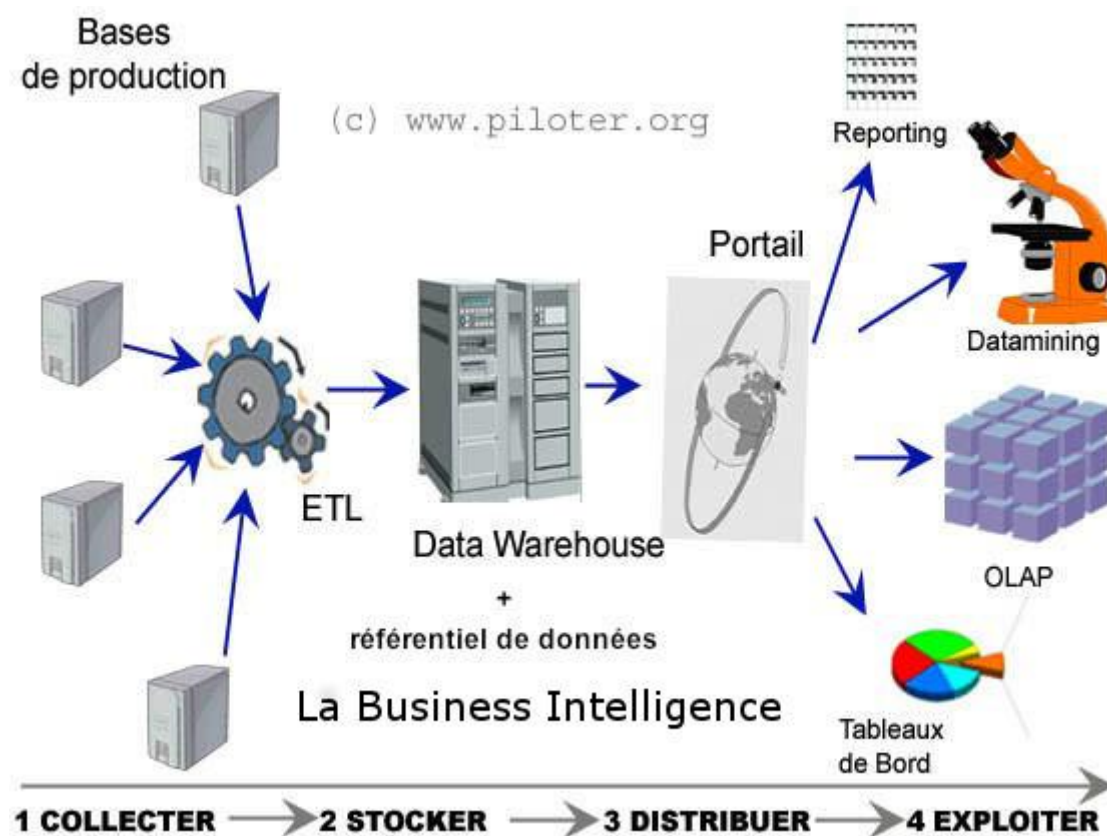 Bases
de production
(c) www.piloter.org
Reporting
Portail
Datamining
ETL
Data Warehouse
+
référentiel de données
OLAP
La Business Intelligence
Tableaux
de Bord
1 COLLECTER
2 STOCKER
3 DISTRIBUER
4 EXPLOITER